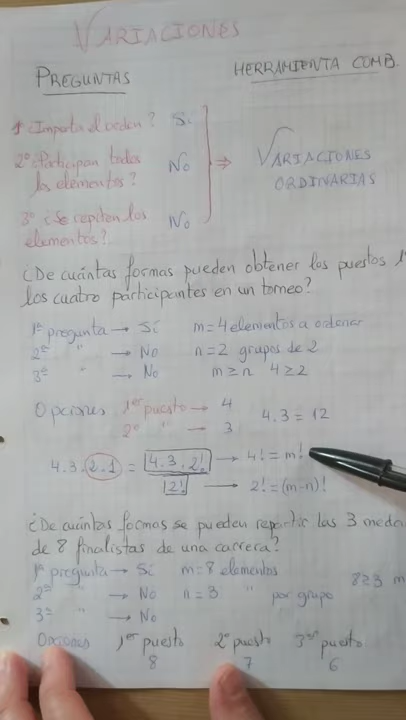 VARIACIONES
PREGUNTAS
HERRAMIENTA COMB.
1º ¿Importa el orden? Sí
2º ¿Participan todos los elementos? No
3º ¿Se repiten los elementos? No
⇒ VARIACIONES ORDINARIAS
¿De cuántas formas pueden obtener los puestos 1
los cuatro participantes en un torneo?
1ª pregunta → Sí m=4 elementos a ordenar
2ª " → No n=2 grupos de 2
3ª " → No m≥n 4≥2
Opciones 1er puesto → 4
2º " → 3
4.3=12
4.3.2.1 = 4.3.2! → 4!=m!
2! → 2!=(m-n)!
¿De cuántas formas se pueden repartir las 3 meda
de 8 finalistas de una carrera?
1ª pregunta → Sí m=8 elementos
2ª " → No n=3 " por grupo 8≥3 m
3ª " → No
Opciones 1er puesto 2º puesto 3er puesto
8 7 6